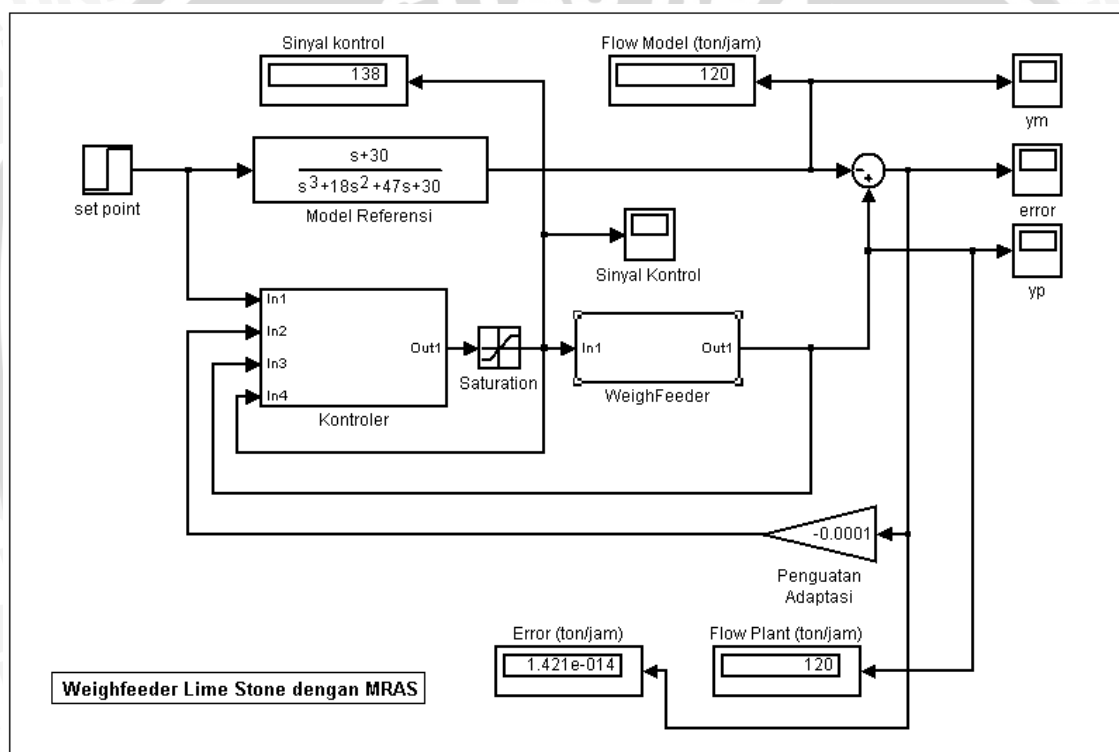 Sinyal kontrol
138
Flow Model (ton/jam)
120
ym
set point
s+30
s3+18s2+47s+30
Model Referensi
-
+
error
Sinyal Kontrol
yp
In1
In2
In3
In4
Out1
Kontroler
Saturation
In1
Out1
WeighFeeder
-0.0001
Penguatan
Adaptasi
Error (ton/jam)
1.421e-014
Flow Plant (ton/jam)
120
Weighfeeder Lime Stone dengan MRAS